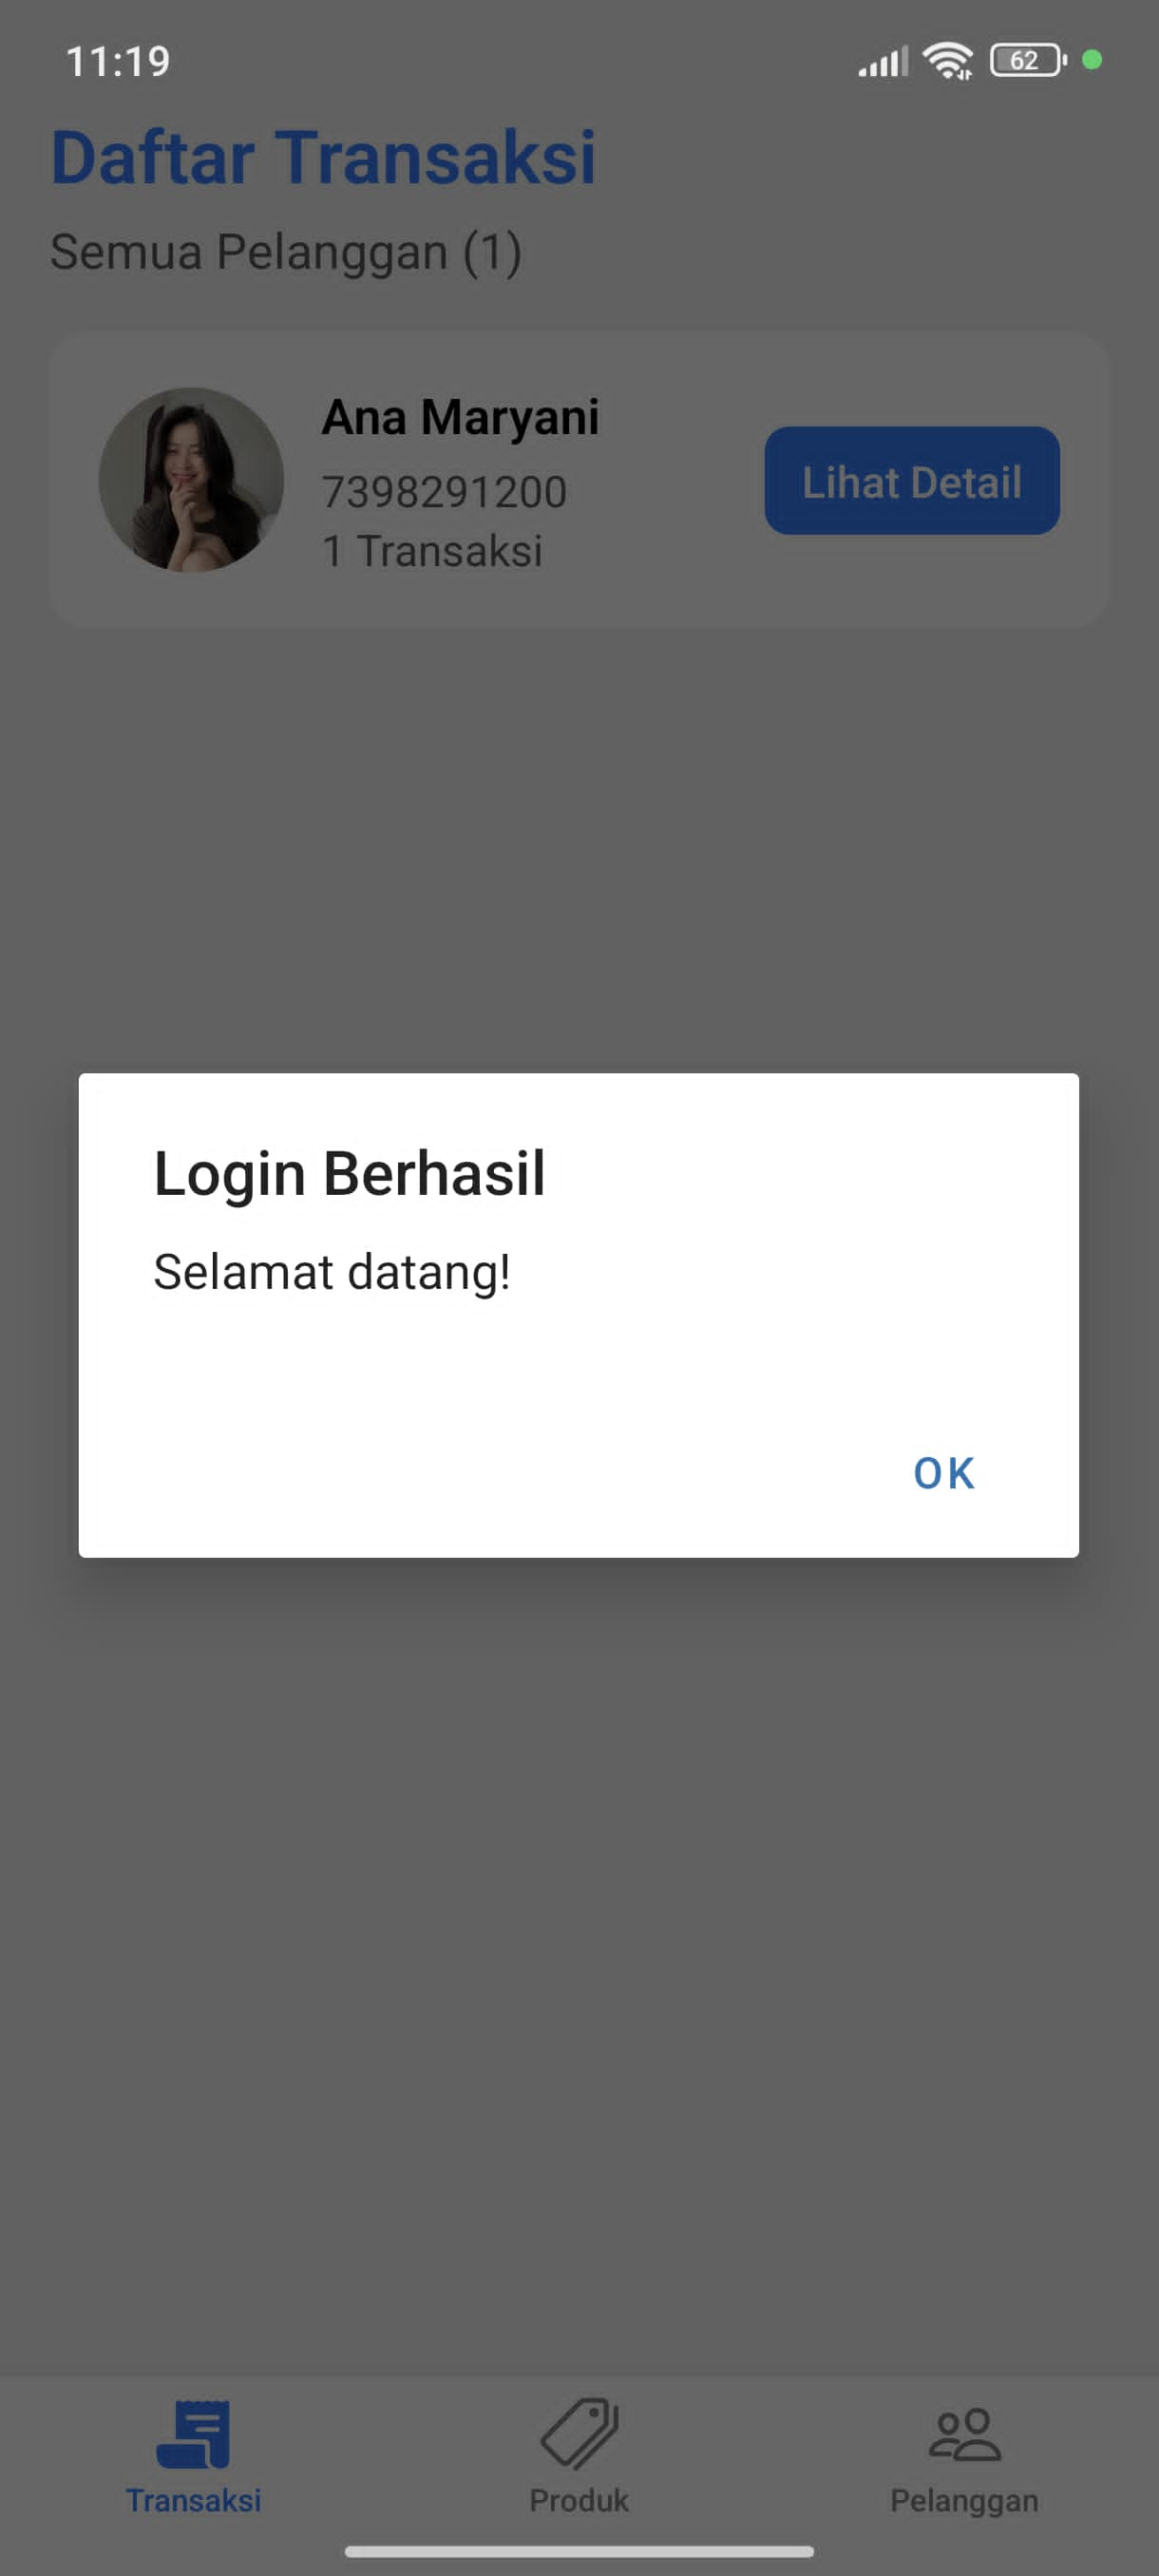 11:19
62
Daftar Transaksi
Semua Pelanggan (1)
Ana Maryani
7398291200
1 Transaksi
Lihat Detail
Login Berhasil
Selamat datang!
OK
Transaksi
Produk
Pelanggan